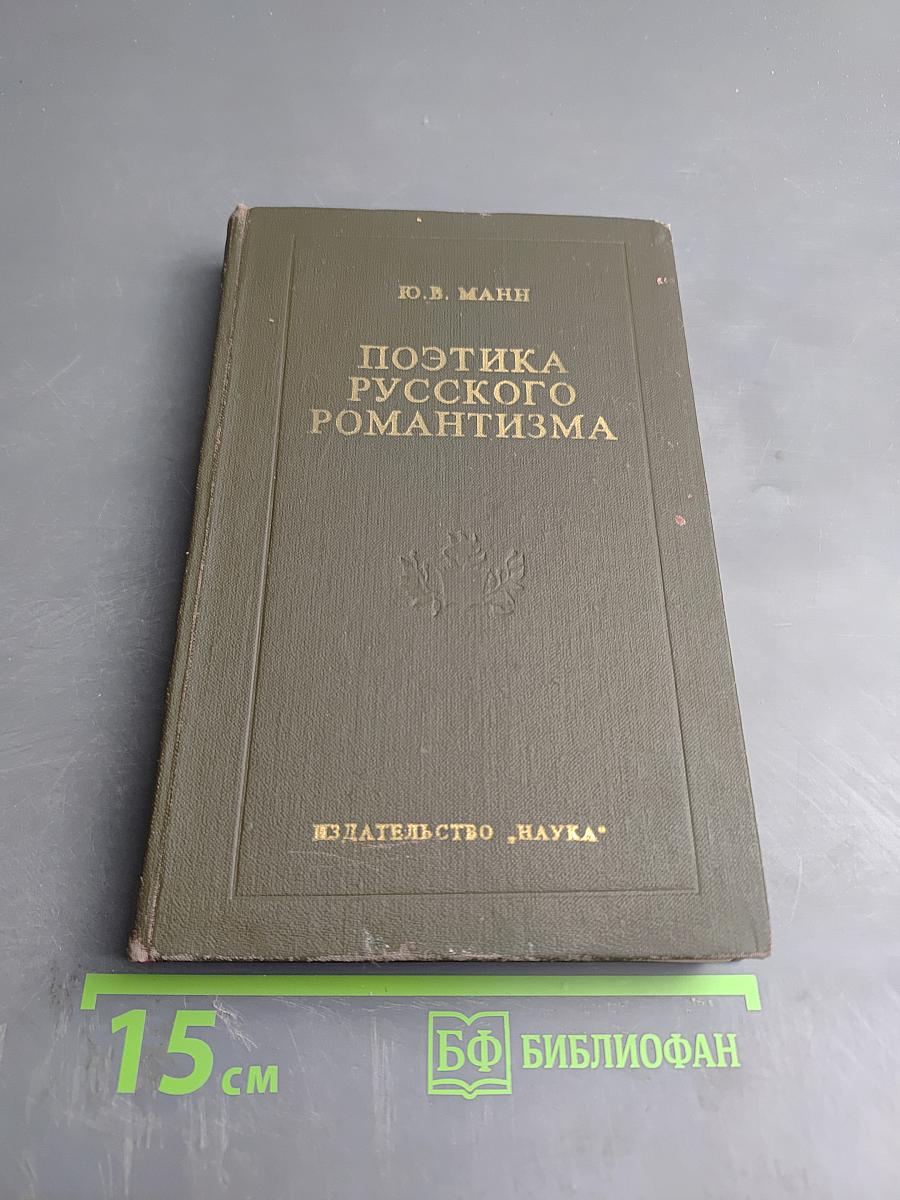 Ю.В. МАНН
ПОЭТИКА
РУССКОГО
РОМАНТИЗМА
ИЗДАТЕЛЬСТВО „НАУКА“
15 см
БФ БИБЛИОФАН